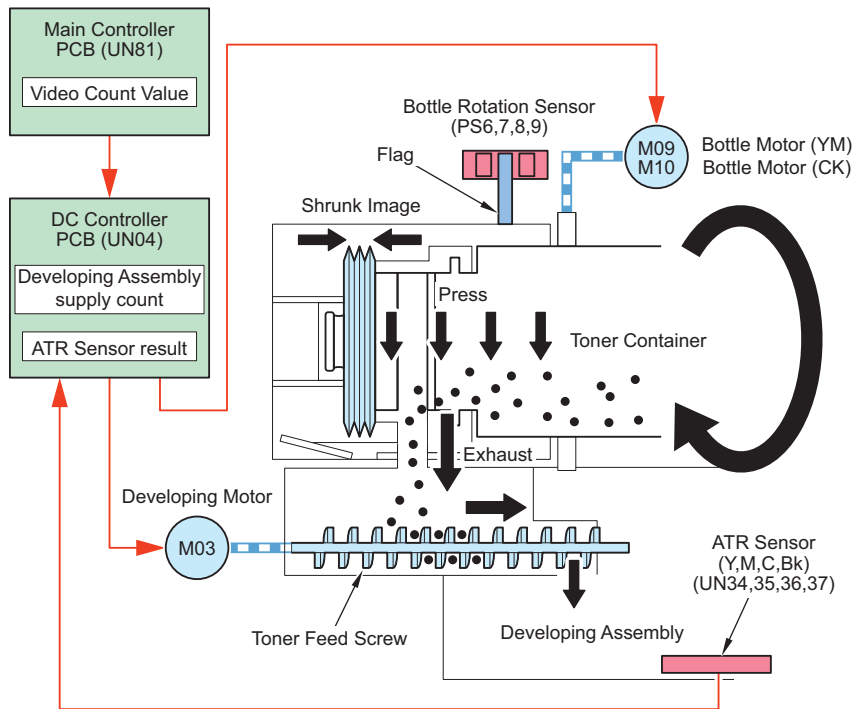 Main Controller
PCB (UN81)
Video Count Value
DC Controller
PCB (UN04)
Developing Assembly
supply count
ATR Sensor result
Bottle Rotation Sensor
(PS6,7,8,9)
Flag
M09
M10
Bottle Motor (YM)
Bottle Motor (CK)
Shrunk Image
Press
Toner Container
Exhaust
Developing Motor
M03
Toner Feed Screw
Developing Assembly
ATR Sensor
(Y,M,C,Bk)
(UN34,35,36,37)